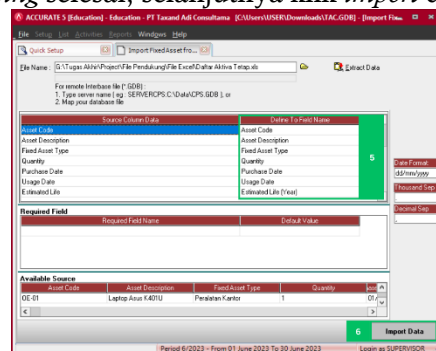 ng selesai, selanjutnya klik import
ACCURATE 5 [Education] - Education - PT Taxand Adi Consultama [C:\Users\USER\Downloads\TAC.GDB] - [Import Fix
File Setup List Activities Reports Windows Help
Quick Setup Import Fixed Asset fro...
File Name : G:\Tugas Akhir\Project\File Pendukung\File Excel\Daftar Aktiva Tetap.xls Extract Data
For remote Interbase file (*.GDB) :
1. Type server name ( eg : SERVERCPS:C:\Data\CPS.GDB ), or
2. Map your database file
Source Column Data Define To Field Name
Asset Code Asset Code
Asset Description Asset Description
Fixed Asset Type Fixed Asset Type
Quantity Quantity
Purchase Date Purchase Date
Usage Date Usage Date
Estimated Life Estimated Life (Year)
5
Date Format:
dd/mm/yyyy
Thousand Sep
Decimal Sep
Required Field
Required Field Name Default Value
Available Source
Asset Code Asset Description Fixed Asset Type Quantity
OE-01 Laptop Asus K401U Peralatan Kantor 1 01/
6 Import Data
Period 6/2023 - From 01 June 2023 To 30 June 2023 Login as SUPERVISOR